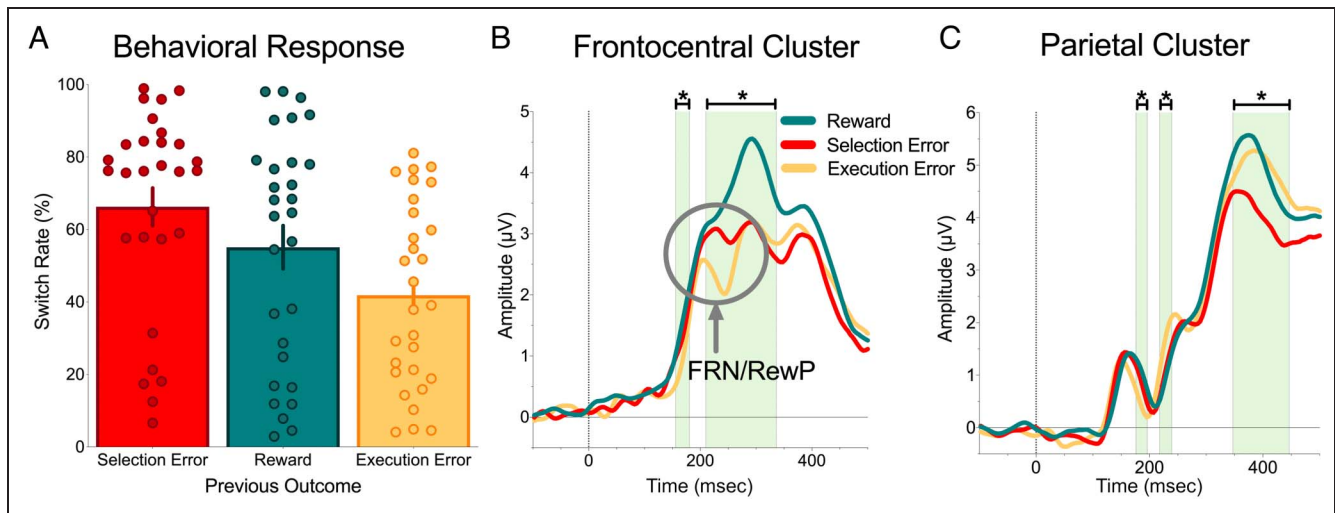 A
Behavioral Response
Switch Rate (%)
100
80
60
40
20
0
Selection Error
Reward
Execution Error
Previous Outcome
B
Frontocentral Cluster
*
*
Amplitude (µV)
5
4
3
2
1
0
Reward
Selection Error
Execution Error
FRN/RewP
0
200
400
Time (msec)
C
Parietal Cluster
*
*
*
Amplitude (µV)
6
5
4
3
2
1
0
0
200
400
Time (msec)